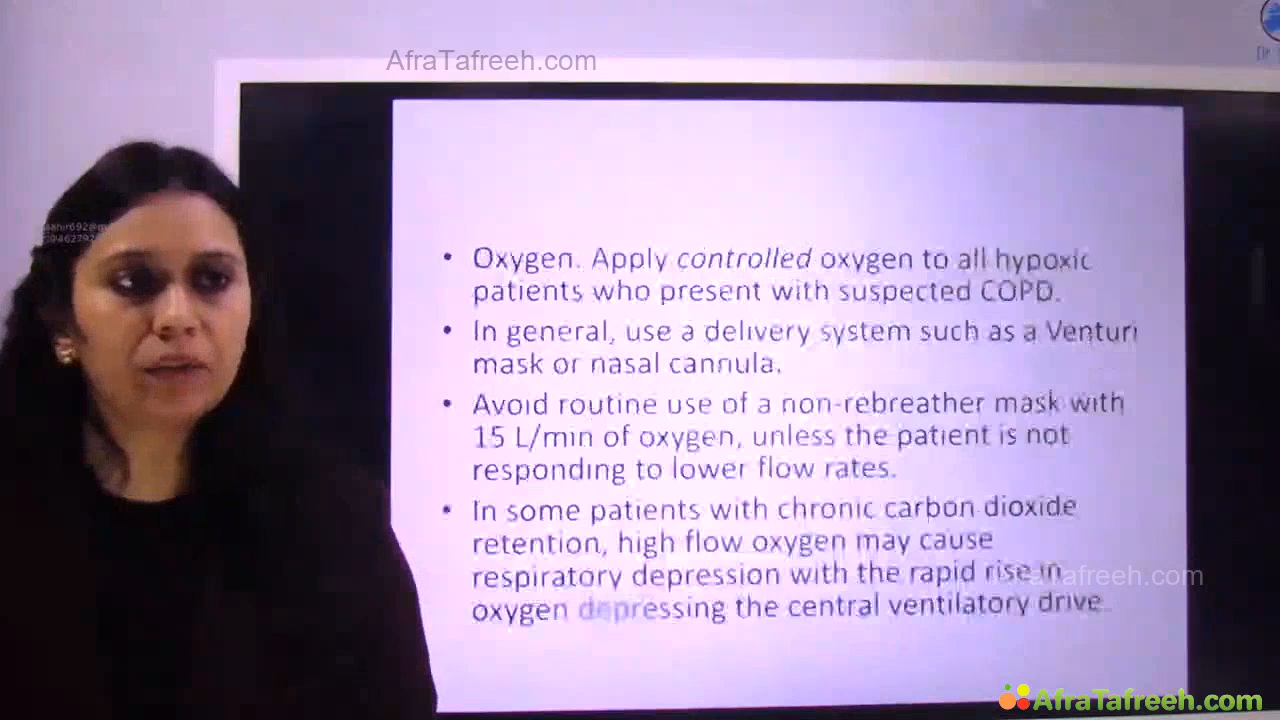 AfraTafreeh.com
• Oxygen. Apply controlled oxygen to all hypoxic
patients who present with suspected COPD.
• In general, use a delivery system such as a Venturi
mask or nasal cannula.
• Avoid routine use of a non-rebreather mask with
15 L/min of oxygen, unless the patient is not
responding to lower flow rates.
• In some patients with chronic carbon dioxide
retention, high flow oxygen may cause
respiratory depression with the rapid rise in
oxygen depressing the central ventilatory drive.
AfraTafreeh.com
AfraTafreeh.com